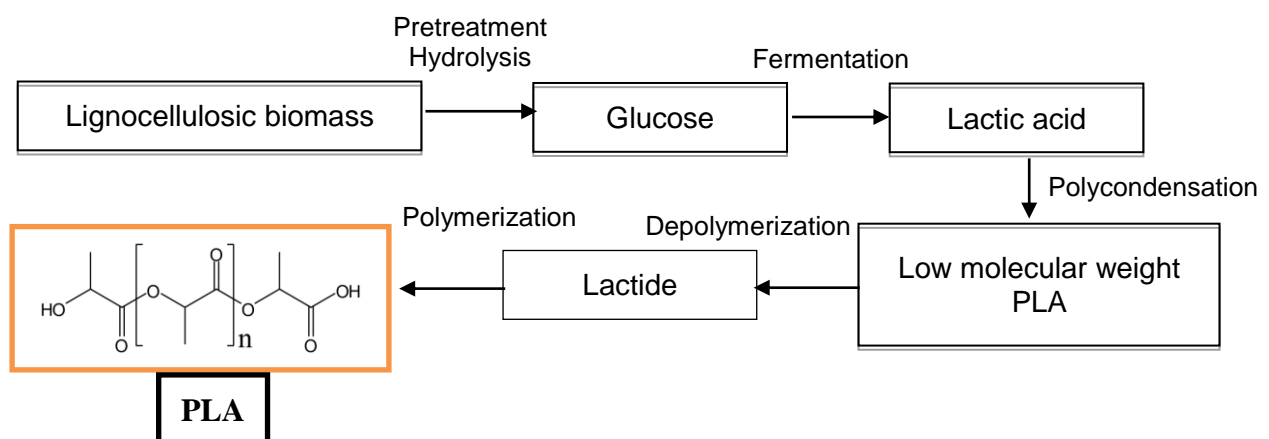 Pretreatment
Hydrolysis
Fermentation
Lignocellulosic biomass
Glucose
Lactic acid
Polycondensation
Polymerization
Depolymerization
Low molecular weight
PLA
Lactide
O
O
OH
HO
O
O
n
O
O
PLA